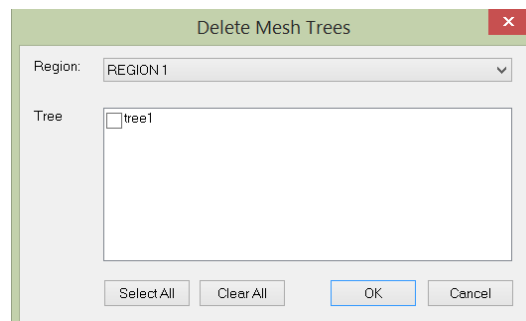 Delete Mesh Trees
x
Region: REGION 1
Tree tree1
Select All Clear All OK Cancel